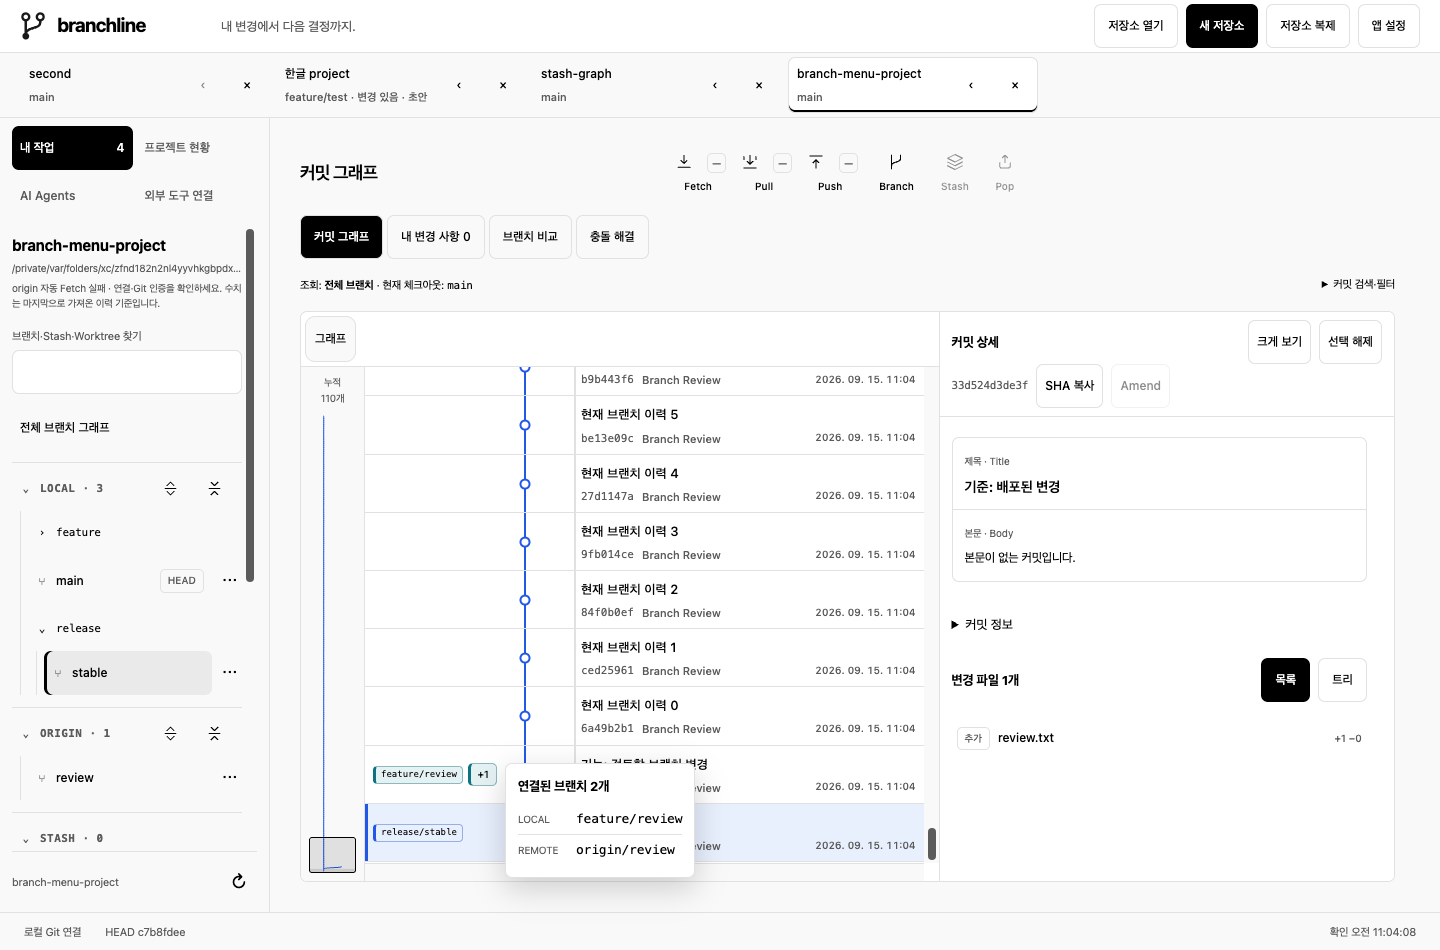 branchline
내 변경에서 다음 결정까지.
저장소 열기
새 저장소
저장소 복제
앱 설정
second
main
한글 project
feature/test · 변경 있음 · 초안
stash-graph
main
branch-menu-project
main
내 작업 4
프로젝트 현황
AI Agents
외부 도구 연결
branch-menu-project
/private/var/folders/xc/zfnd182n2nl4yyvhkgbpdx...
origin 자동 Fetch 실패 · 연결·Git 인증을 확인하세요. 수치
는 마지막으로 가져온 이력 기준입니다.
브랜치·Stash·Worktree 찾기
전체 브랜치 그래프
LOCAL · 3
feature
main HEAD
release
stable
ORIGIN · 1
review
STASH · 0
branch-menu-project
커밋 그래프
Fetch
Pull
Push
Branch
Stash
Pop
커밋 그래프
내 변경 사항 0
브랜치 비교
충돌 해결
조회: 전체 브랜치 · 현재 체크아웃: main
▶ 커밋 검색·필터
그래프
누적
110개
b9b443f6 Branch Review 2026. 09. 15. 11:04
현재 브랜치 이력 5
be13e09c Branch Review 2026. 09. 15. 11:04
현재 브랜치 이력 4
27d1147a Branch Review 2026. 09. 15. 11:04
현재 브랜치 이력 3
9fb014ce Branch Review 2026. 09. 15. 11:04
현재 브랜치 이력 2
84f0b0ef Branch Review 2026. 09. 15. 11:04
현재 브랜치 이력 1
ced25961 Branch Review 2026. 09. 15. 11:04
현재 브랜치 이력 0
6a49b2b1 Branch Review 2026. 09. 15. 11:04
feature/review +1
2026. 09. 15. 11:04
release/stable
2026. 09. 15. 11:04
연결된 브랜치 2개
LOCAL feature/review
REMOTE origin/review
커밋 상세
크게 보기
선택 해제
33d524d3de3f
SHA 복사
Amend
제목 · Title
기준: 배포된 변경
본문 · Body
본문이 없는 커밋입니다.
▶ 커밋 정보
변경 파일 1개
목록
트리
추가 review.txt +1 −0
로컬 Git 연결
HEAD c7b8fdee
확인 오전 11:04:08